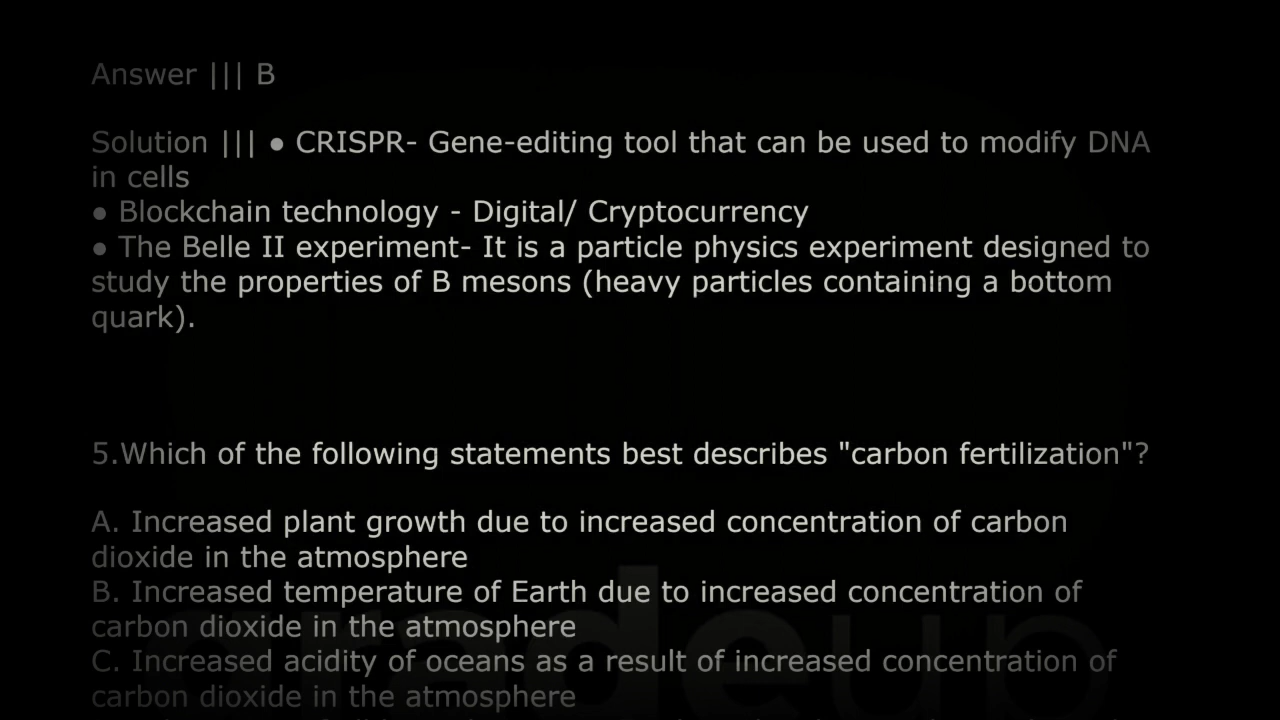 Answer ||| B
Solution ||| ● CRISPR- Gene-editing tool that can be used to modify DNA
in cells
● Blockchain technology - Digital/ Cryptocurrency
● The Belle II experiment- It is a particle physics experiment designed to
study the properties of B mesons (heavy particles containing a bottom
quark).
5.Which of the following statements best describes "carbon fertilization"?
A. Increased plant growth due to increased concentration of carbon
dioxide in the atmosphere
B. Increased temperature of Earth due to increased concentration of
carbon dioxide in the atmosphere
C. Increased acidity of oceans as a result of increased concentration of
carbon dioxide in the atmosphere
gradeup